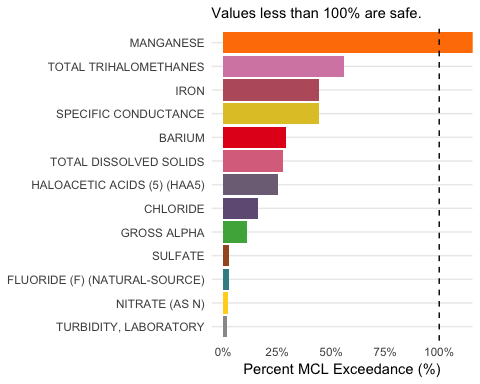 Values less than 100% are safe.
MANGANESE
TOTAL TRIHALOMETHANES
IRON
SPECIFIC CONDUCTANCE
BARIUM
TOTAL DISSOLVED SOLIDS
HALOACETIC ACIDS (5) (HAA5)
CHLORIDE
GROSS ALPHA
SULFATE
FLUORIDE (F) (NATURAL-SOURCE)
NITRATE (AS N)
TURBIDITY, LABORATORY
0% 25% 50% 75% 100%
Percent MCL Exceedance (%)